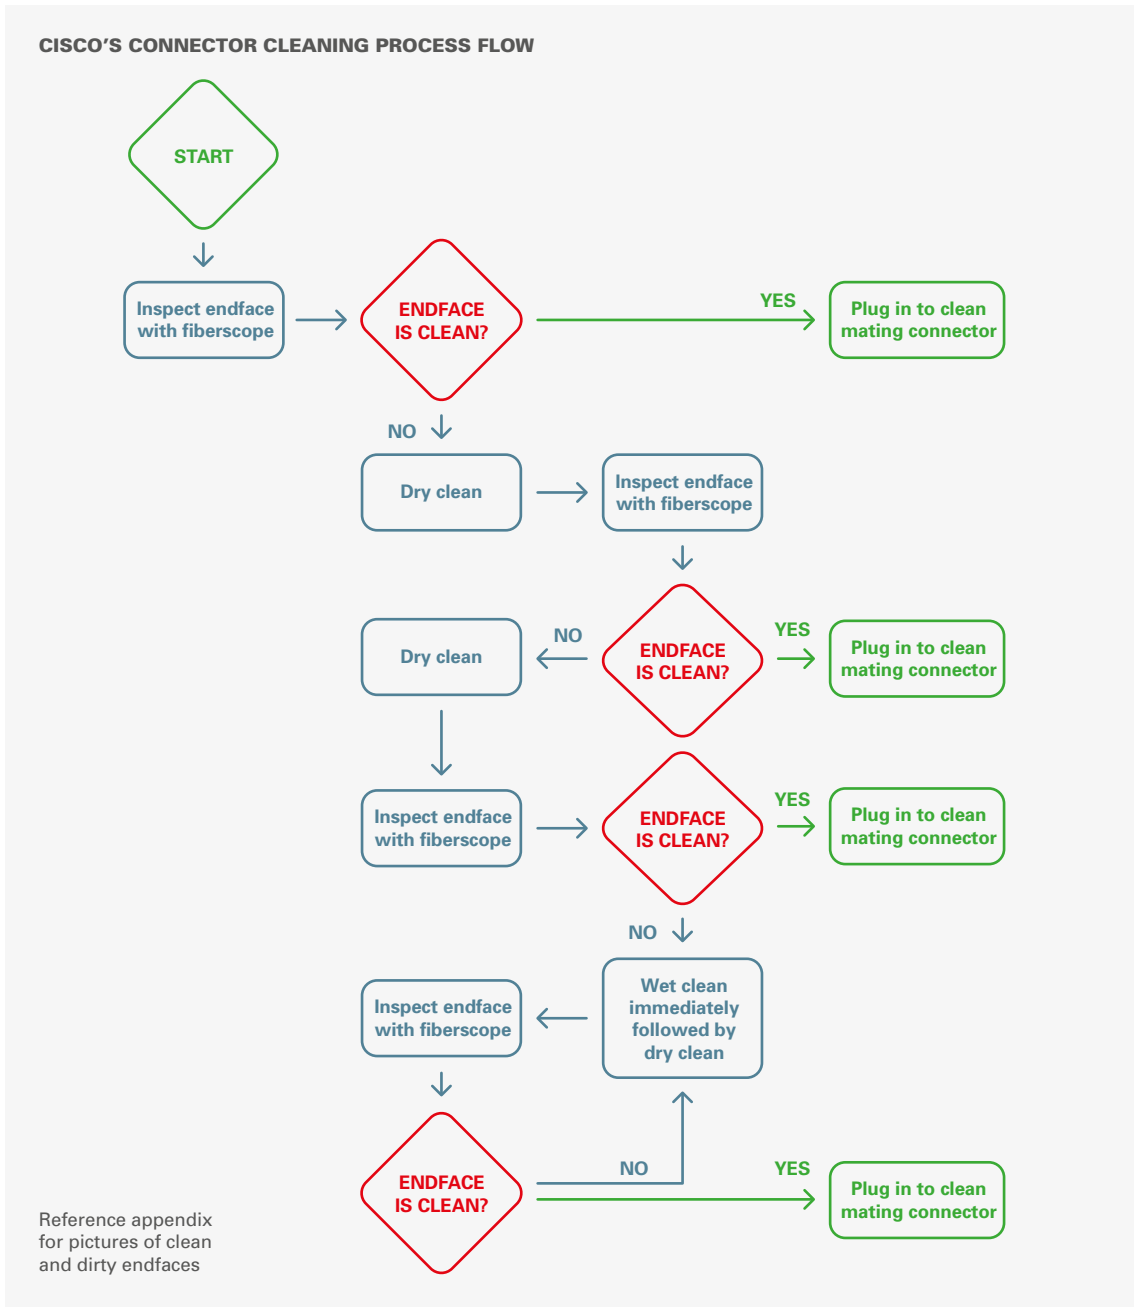 CISCO'S CONNECTOR CLEANING PROCESS FLOW
START
Inspect endface
with fiberscope
ENDFACE
IS CLEAN?
YES
Plug in to clean
mating connector
NO
Dry clean
Inspect endface
with fiberscope
Dry clean
NO
ENDFACE
IS CLEAN?
YES
Plug in to clean
mating connector
Inspect endface
with fiberscope
ENDFACE
IS CLEAN?
YES
Plug in to clean
mating connector
NO
Inspect endface
with fiberscope
Wet clean
immediately
followed by
dry clean
ENDFACE
IS CLEAN?
NO
YES
Plug in to clean
mating connector
Reference appendix
for pictures of clean
and dirty endfaces